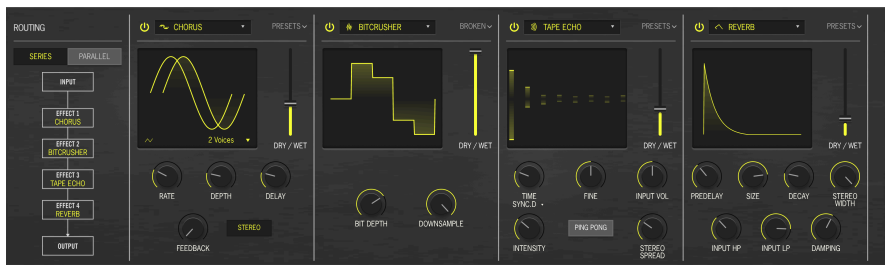 ROUTING
SERIES
PARALLEL
INPUT
EFFECT 1
CHORUS
EFFECT 2
BITCRUSHER
EFFECT 3
TAPE ECHO
EFFECT 4
REVERB
OUTPUT
CHORUS
PRESETS
2 Voices
DRY / WET
RATE
DEPTH
DELAY
FEEDBACK
STEREO
BITCRUSHER
BROKEN
DRY / WET
BIT DEPTH
DOWNSAMPLE
TAPE ECHO
PRESETS
DRY / WET
TIME
SYNC.D
FINE
INPUT VOL
INTENSITY
PING PONG
STEREO
SPREAD
REVERB
PRESETS
DRY / WET
PREDELAY
SIZE
DECAY
STEREO
WIDTH
INPUT HP
INPUT LP
DAMPING